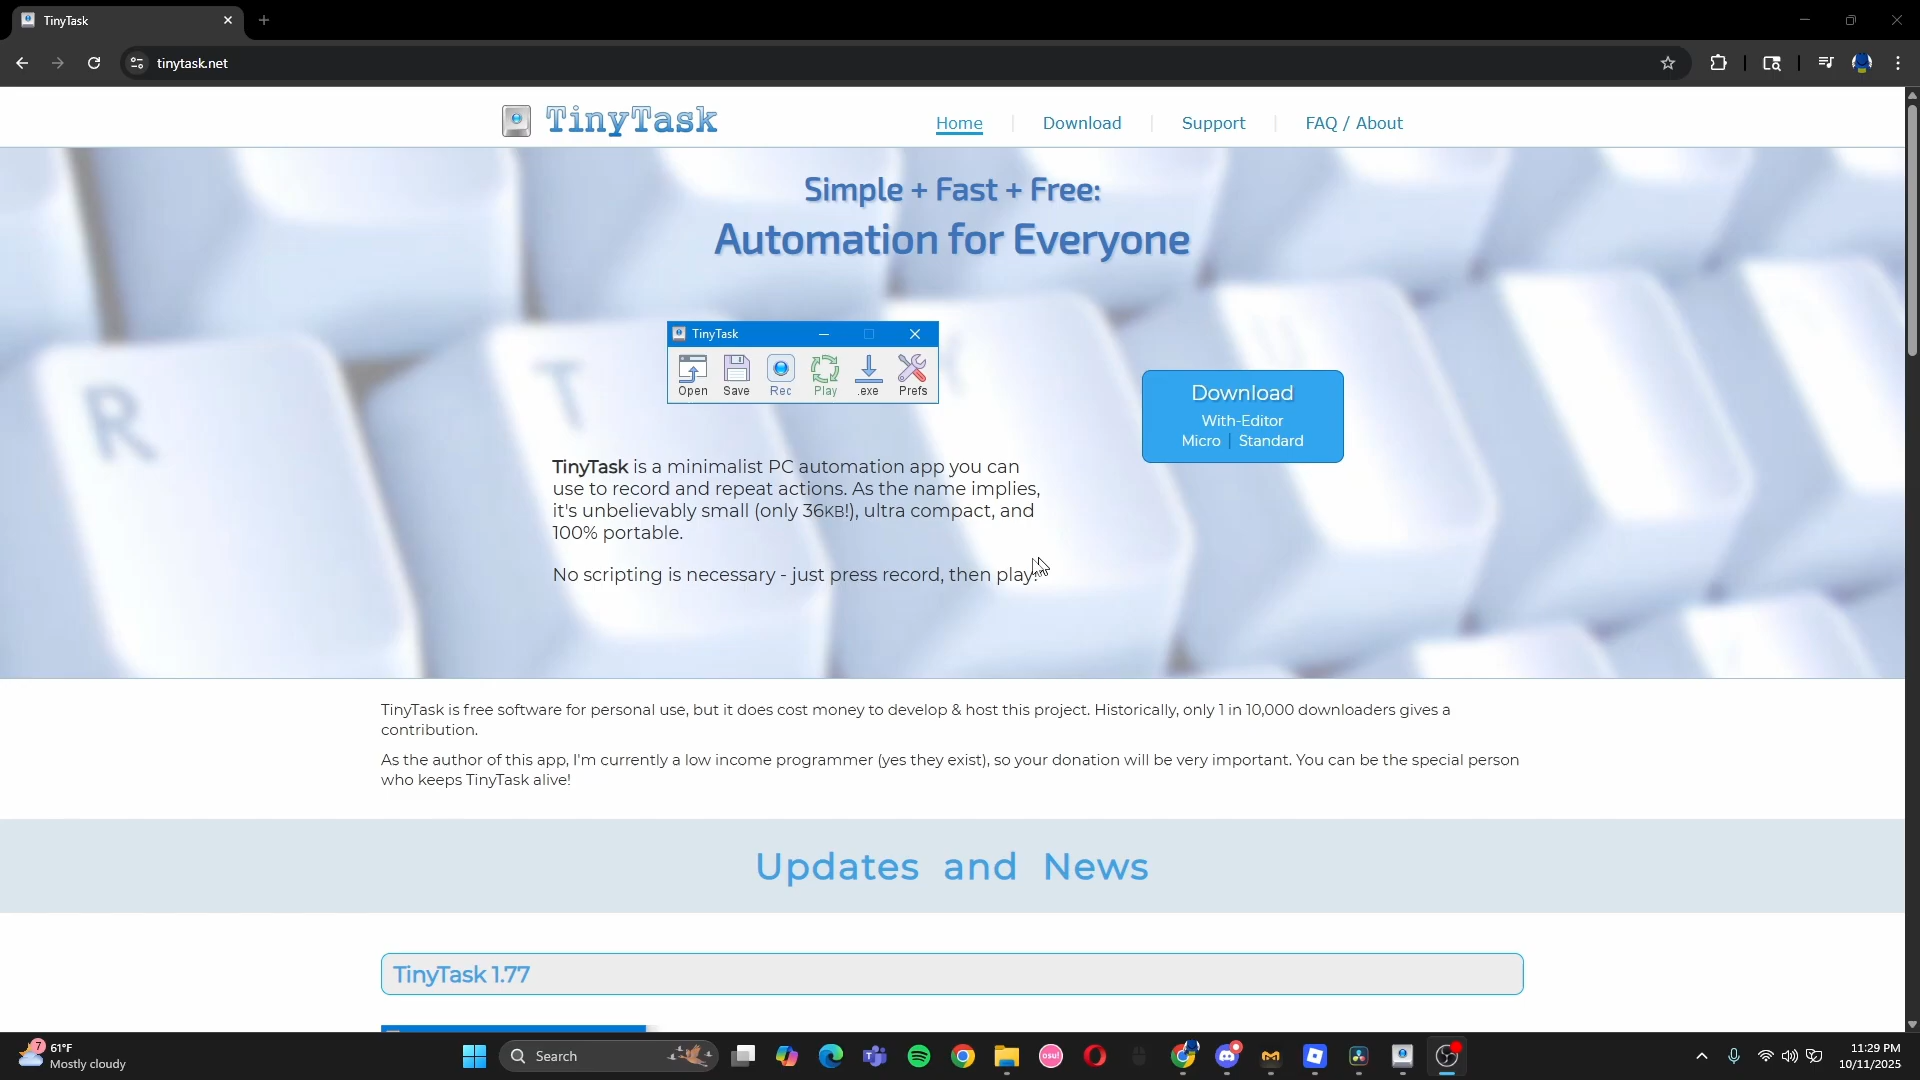 TinyTask
tinytask.net
TinyTask
Home
Download
Support
FAQ / About
Simple + Fast + Free:
Automation for Everyone
TinyTask
Open
Save
Rec
Play
.exe
Prefs
Download
With-Editor
Micro | Standard
TinyTask is a minimalist PC automation app you can
use to record and repeat actions. As the name implies,
it's unbelievably small (only 36KB!), ultra compact, and
100% portable.
No scripting is necessary - just press record, then play!
R
T
U
TinyTask is free software for personal use, but it does cost money to develop & host this project. Historically, only 1 in 10,000 downloaders gives a
contribution.
As the author of this app, I'm currently a low income programmer (yes they exist), so your donation will be very important. You can be the special person
who keeps TinyTask alive!
Updates and News
TinyTask 1.77
7
61°F
Mostly cloudy
Search
osu!
11:29 PM
10/11/2025